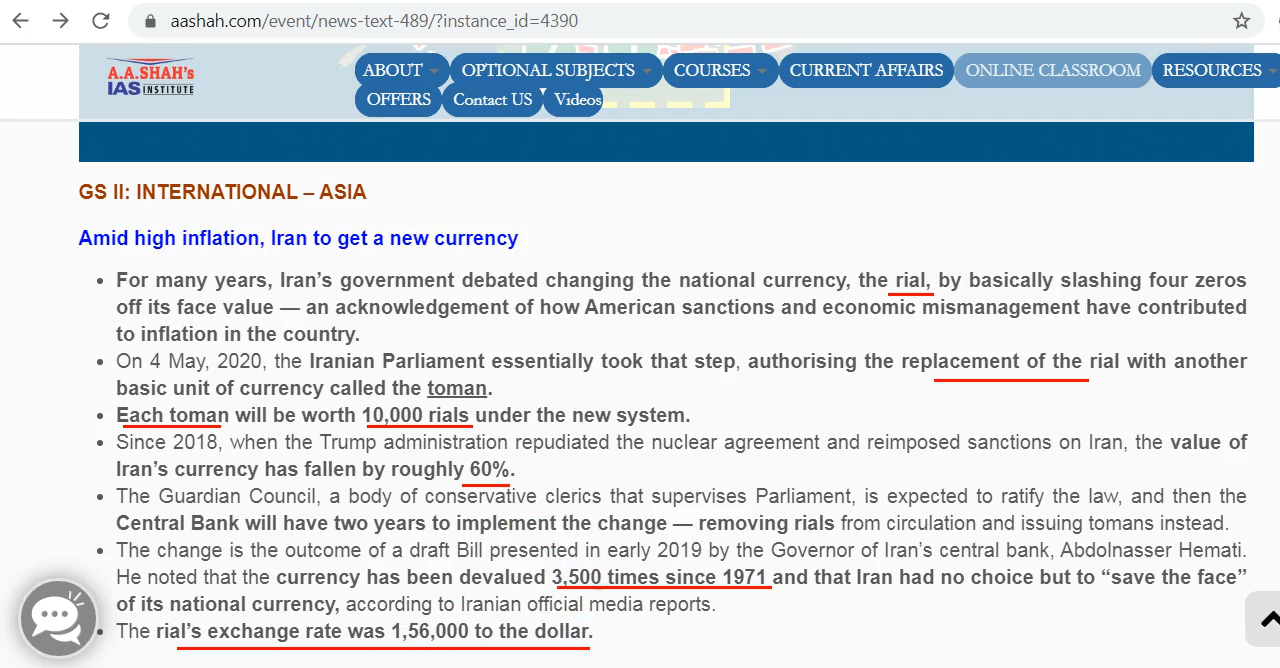 aashah.com/event/news-text-489/?instance_id=4390
A.A.SHAH's
IAS INSTITUTE
ABOUT OPTIONAL SUBJECTS COURSES CURRENT AFFAIRS ONLINE CLASSROOM RESOURCES
OFFERS Contact US Videos
GS II: INTERNATIONAL – ASIA
Amid high inflation, Iran to get a new currency
• For many years, Iran's government debated changing the national currency, the rial, by basically slashing four zeros
off its face value — an acknowledgement of how American sanctions and economic mismanagement have contributed
to inflation in the country.
• On 4 May, 2020, the Iranian Parliament essentially took that step, authorising the replacement of the rial with another
basic unit of currency called the toman.
• Each toman will be worth 10,000 rials under the new system.
• Since 2018, when the Trump administration repudiated the nuclear agreement and reimposed sanctions on Iran, the value of
Iran's currency has fallen by roughly 60%.
• The Guardian Council, a body of conservative clerics that supervises Parliament, is expected to ratify the law, and then the
Central Bank will have two years to implement the change — removing rials from circulation and issuing tomans instead.
• The change is the outcome of a draft Bill presented in early 2019 by the Governor of Iran's central bank, Abdolnasser Hemati.
He noted that the currency has been devalued 3,500 times since 1971 and that Iran had no choice but to “save the face”
of its national currency, according to Iranian official media reports.
• The rial's exchange rate was 1,56,000 to the dollar.